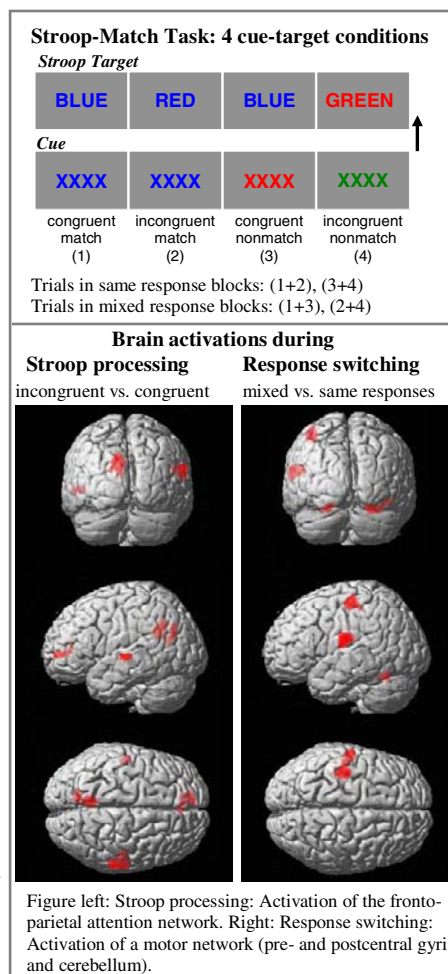 Stroop-Match Task: 4 cue-target conditions
Stroop Target
BLUE RED BLUE GREEN
Cue
XXXX XXXX XXXX XXXX
congruent incongruent congruent incongruent
match match nonmatch nonmatch
(1) (2) (3) (4)
Trials in same response blocks: (1+2), (3+4)
Trials in mixed response blocks: (1+3), (2+4)
Brain activations during
Stroop processing Response switching
incongruent vs. congruent mixed vs. same responses
Figure left: Stroop processing: Activation of the fronto-
parietal attention network. Right: Response switching:
Activation of a motor network (pre- and postcentral gyri
and cerebellum).